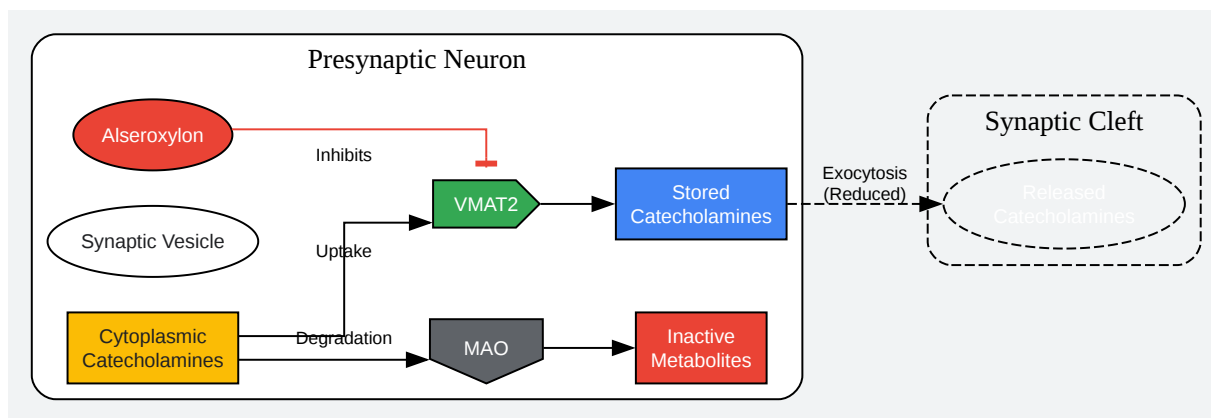 Presynaptic Neuron
Synaptic Cleft
Alseroxylon
Inhibits
VMAT2
Stored
Catecholamines
Exocytosis
(Reduced)
Released
Catecholamines
Synaptic Vesicle
Uptake
Cytoplasmic
Catecholamines
Degradation
MAO
Inactive
Metabolites